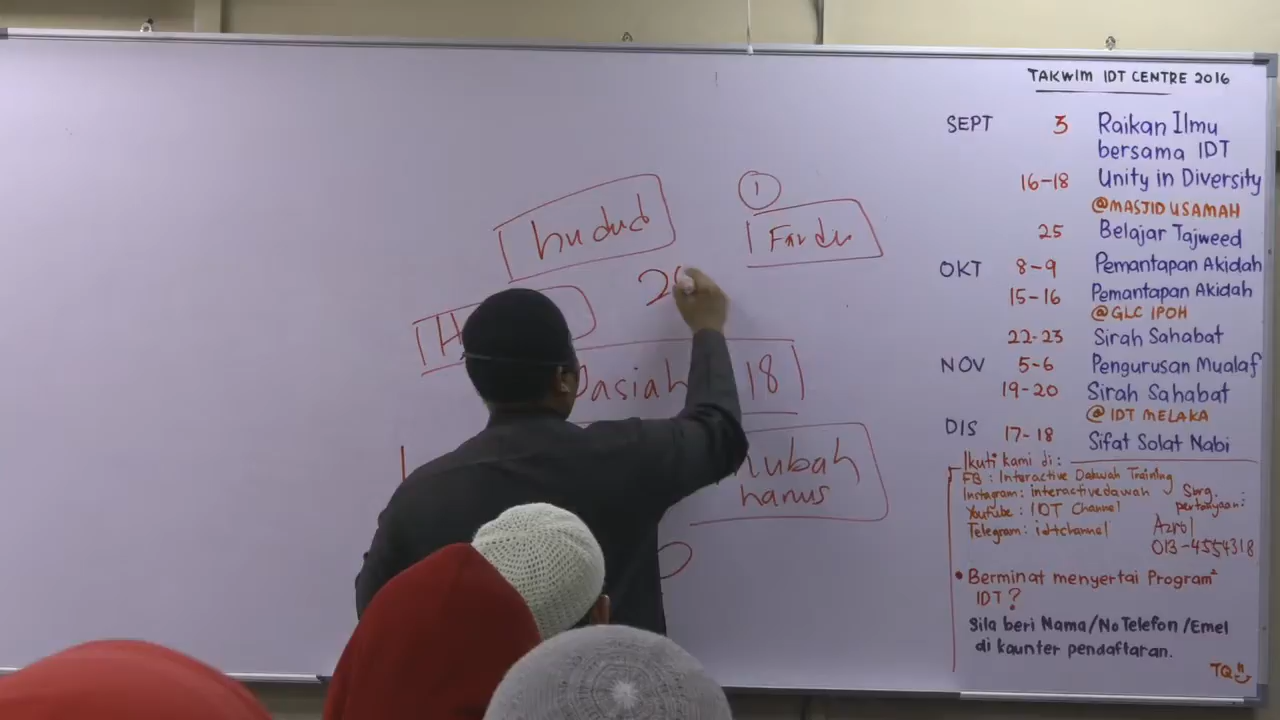 TAKWIM IDT CENTRE 2016
SEPT 3 Raikan Ilmu
bersama IDT
16-18 Unity in Diversity
@MASJID USAMAH
25 Belajar Tajweed
OKT 8-9 Pemantapan Akidah
15-16 Pemantapan Akidah
@GLC IPOH
22-23 Sirah Sahabat
NOV 5-6 Pengurusan Mualaf
19-20 Sirah Sahabat
@IDT MELAKA
DIS 17-18 Sifat Solat Nabi
Ikuti kami di:
FB: Interactive Dakwah Training
Instagram: interactivedawah
Youtube: IDT Channel
Telegram: idtchannel
Sbrg. pertanyaan:
Azrol
013-4554318
• Berminat menyertai Program²
IDT?
Sila beri Nama/No Telefon/Emel
di kaunter pendaftaran.
TQ
hudud
1
Fardu
18
harus